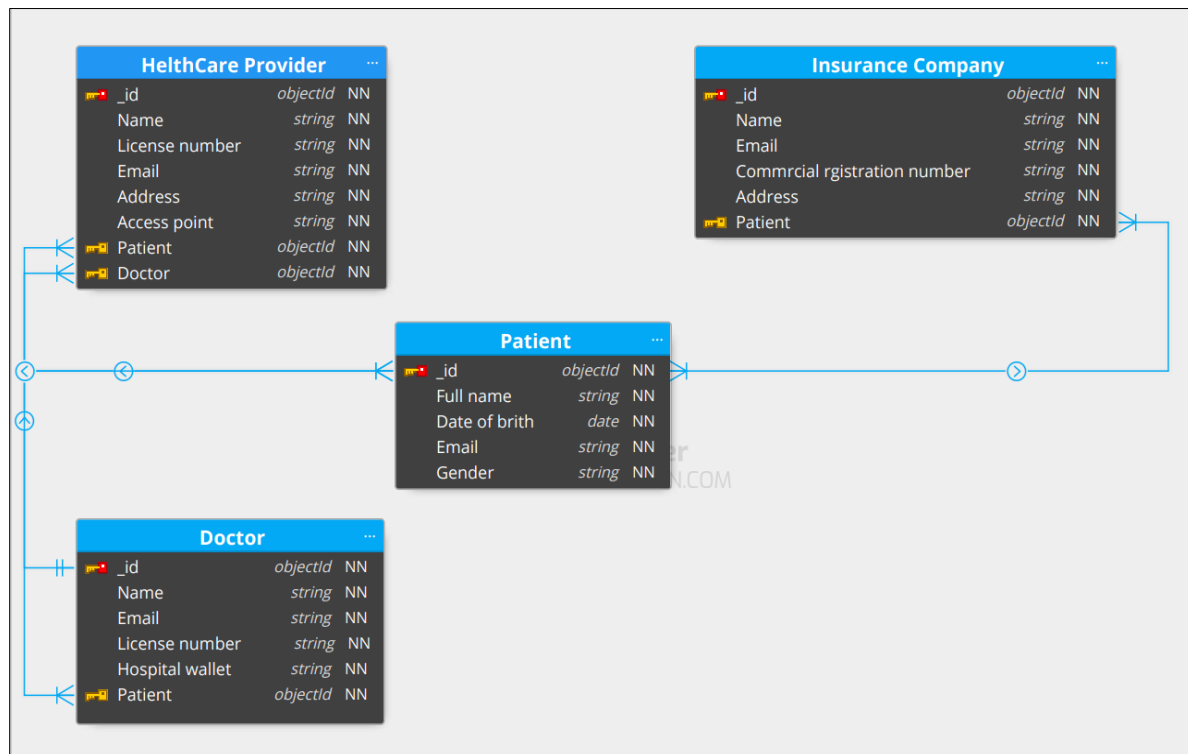 HelthCare Provider ...
_id objectId NN
Name string NN
License number string NN
Email string NN
Address string NN
Access point string NN
Patient objectId NN
Doctor objectId NN
Insurance Company ...
_id objectId NN
Name string NN
Email string NN
Commrcial rgistration number string NN
Address string NN
Patient objectId NN
Patient ...
_id objectId NN
Full name string NN
Date of brith date NN
Email string NN
Gender string NN
er
N.COM
Doctor ...
_id objectId NN
Name string NN
Email string NN
License number string NN
Hospital wallet string NN
Patient objectId NN